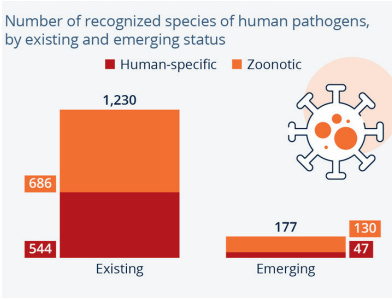 Number of recognized species of human pathogens,
by existing and emerging status
Human-specific Zoonotic
1,230
686
544
177
130
47
Existing Emerging